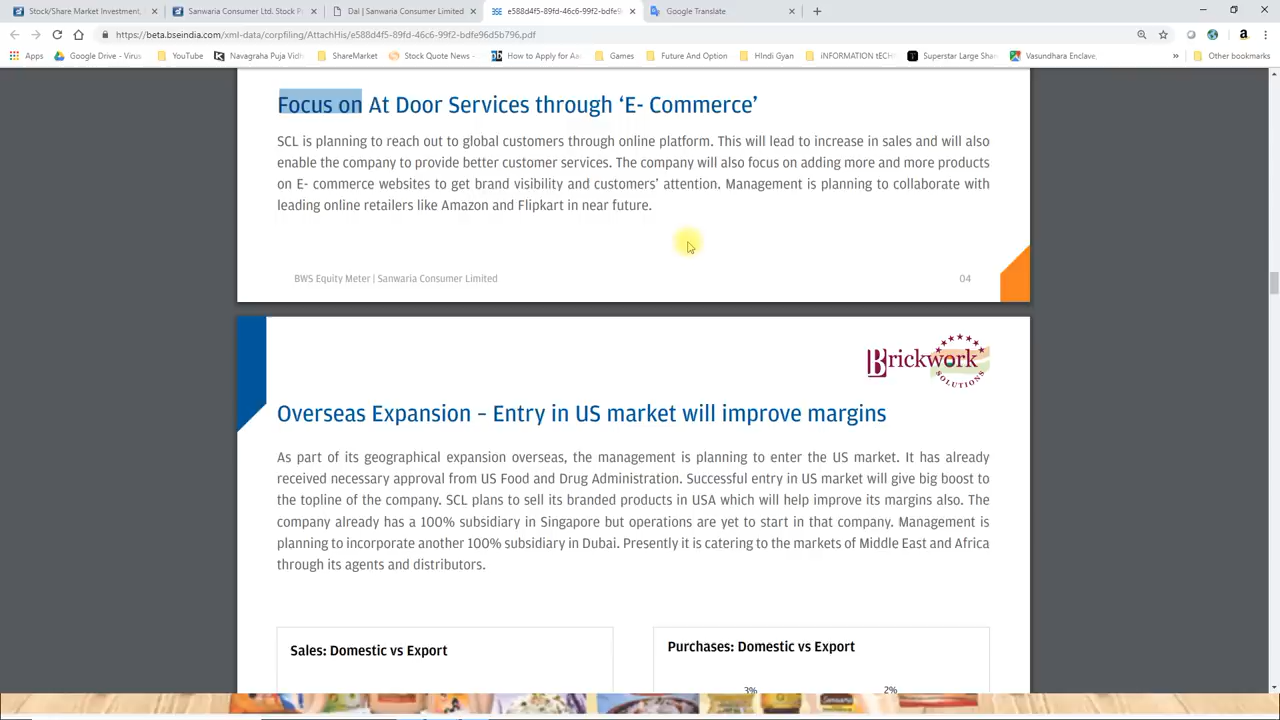 Stock/Share Market Investment,
Sanwaria Consumer Ltd. Stock P
Dal | Sanwaria Consumer Limited
e588d4f5-89fd-46c6-99f2-bdfe9
Google Translate
https://beta.bseindia.com/xml-data/corpfiling/AttachHis/e588d4f5-89fd-46c6-99f2-bdfe96d5b796.pdf
Apps
Google Drive - Virus
YouTube
Navagraha Puja Vidh
ShareMarket
Stock Quote News -
How to Apply for Aad
Games
Future And Option
HIndi Gyan
iNFORMATION tECH
Superstar Large Shar
Vasundhara Enclave,
»
Other bookmarks
Focus on At Door Services through ‘E- Commerce’
SCL is planning to reach out to global customers through online platform. This will lead to increase in sales and will also
enable the company to provide better customer services. The company will also focus on adding more and more products
on E- commerce websites to get brand visibility and customers’ attention. Management is planning to collaborate with
leading online retailers like Amazon and Flipkart in near future.
BWS Equity Meter | Sanwaria Consumer Limited
04
Brickwork
SOLUTIONS
Overseas Expansion – Entry in US market will improve margins
As part of its geographical expansion overseas, the management is planning to enter the US market. It has already
received necessary approval from US Food and Drug Administration. Successful entry in US market will give big boost to
the topline of the company. SCL plans to sell its branded products in USA which will help improve its margins also. The
company already has a 100% subsidiary in Singapore but operations are yet to start in that company. Management is
planning to incorporate another 100% subsidiary in Dubai. Presently it is catering to the markets of Middle East and Africa
through its agents and distributors.
Sales: Domestic vs Export
Purchases: Domestic vs Export
3%
2%